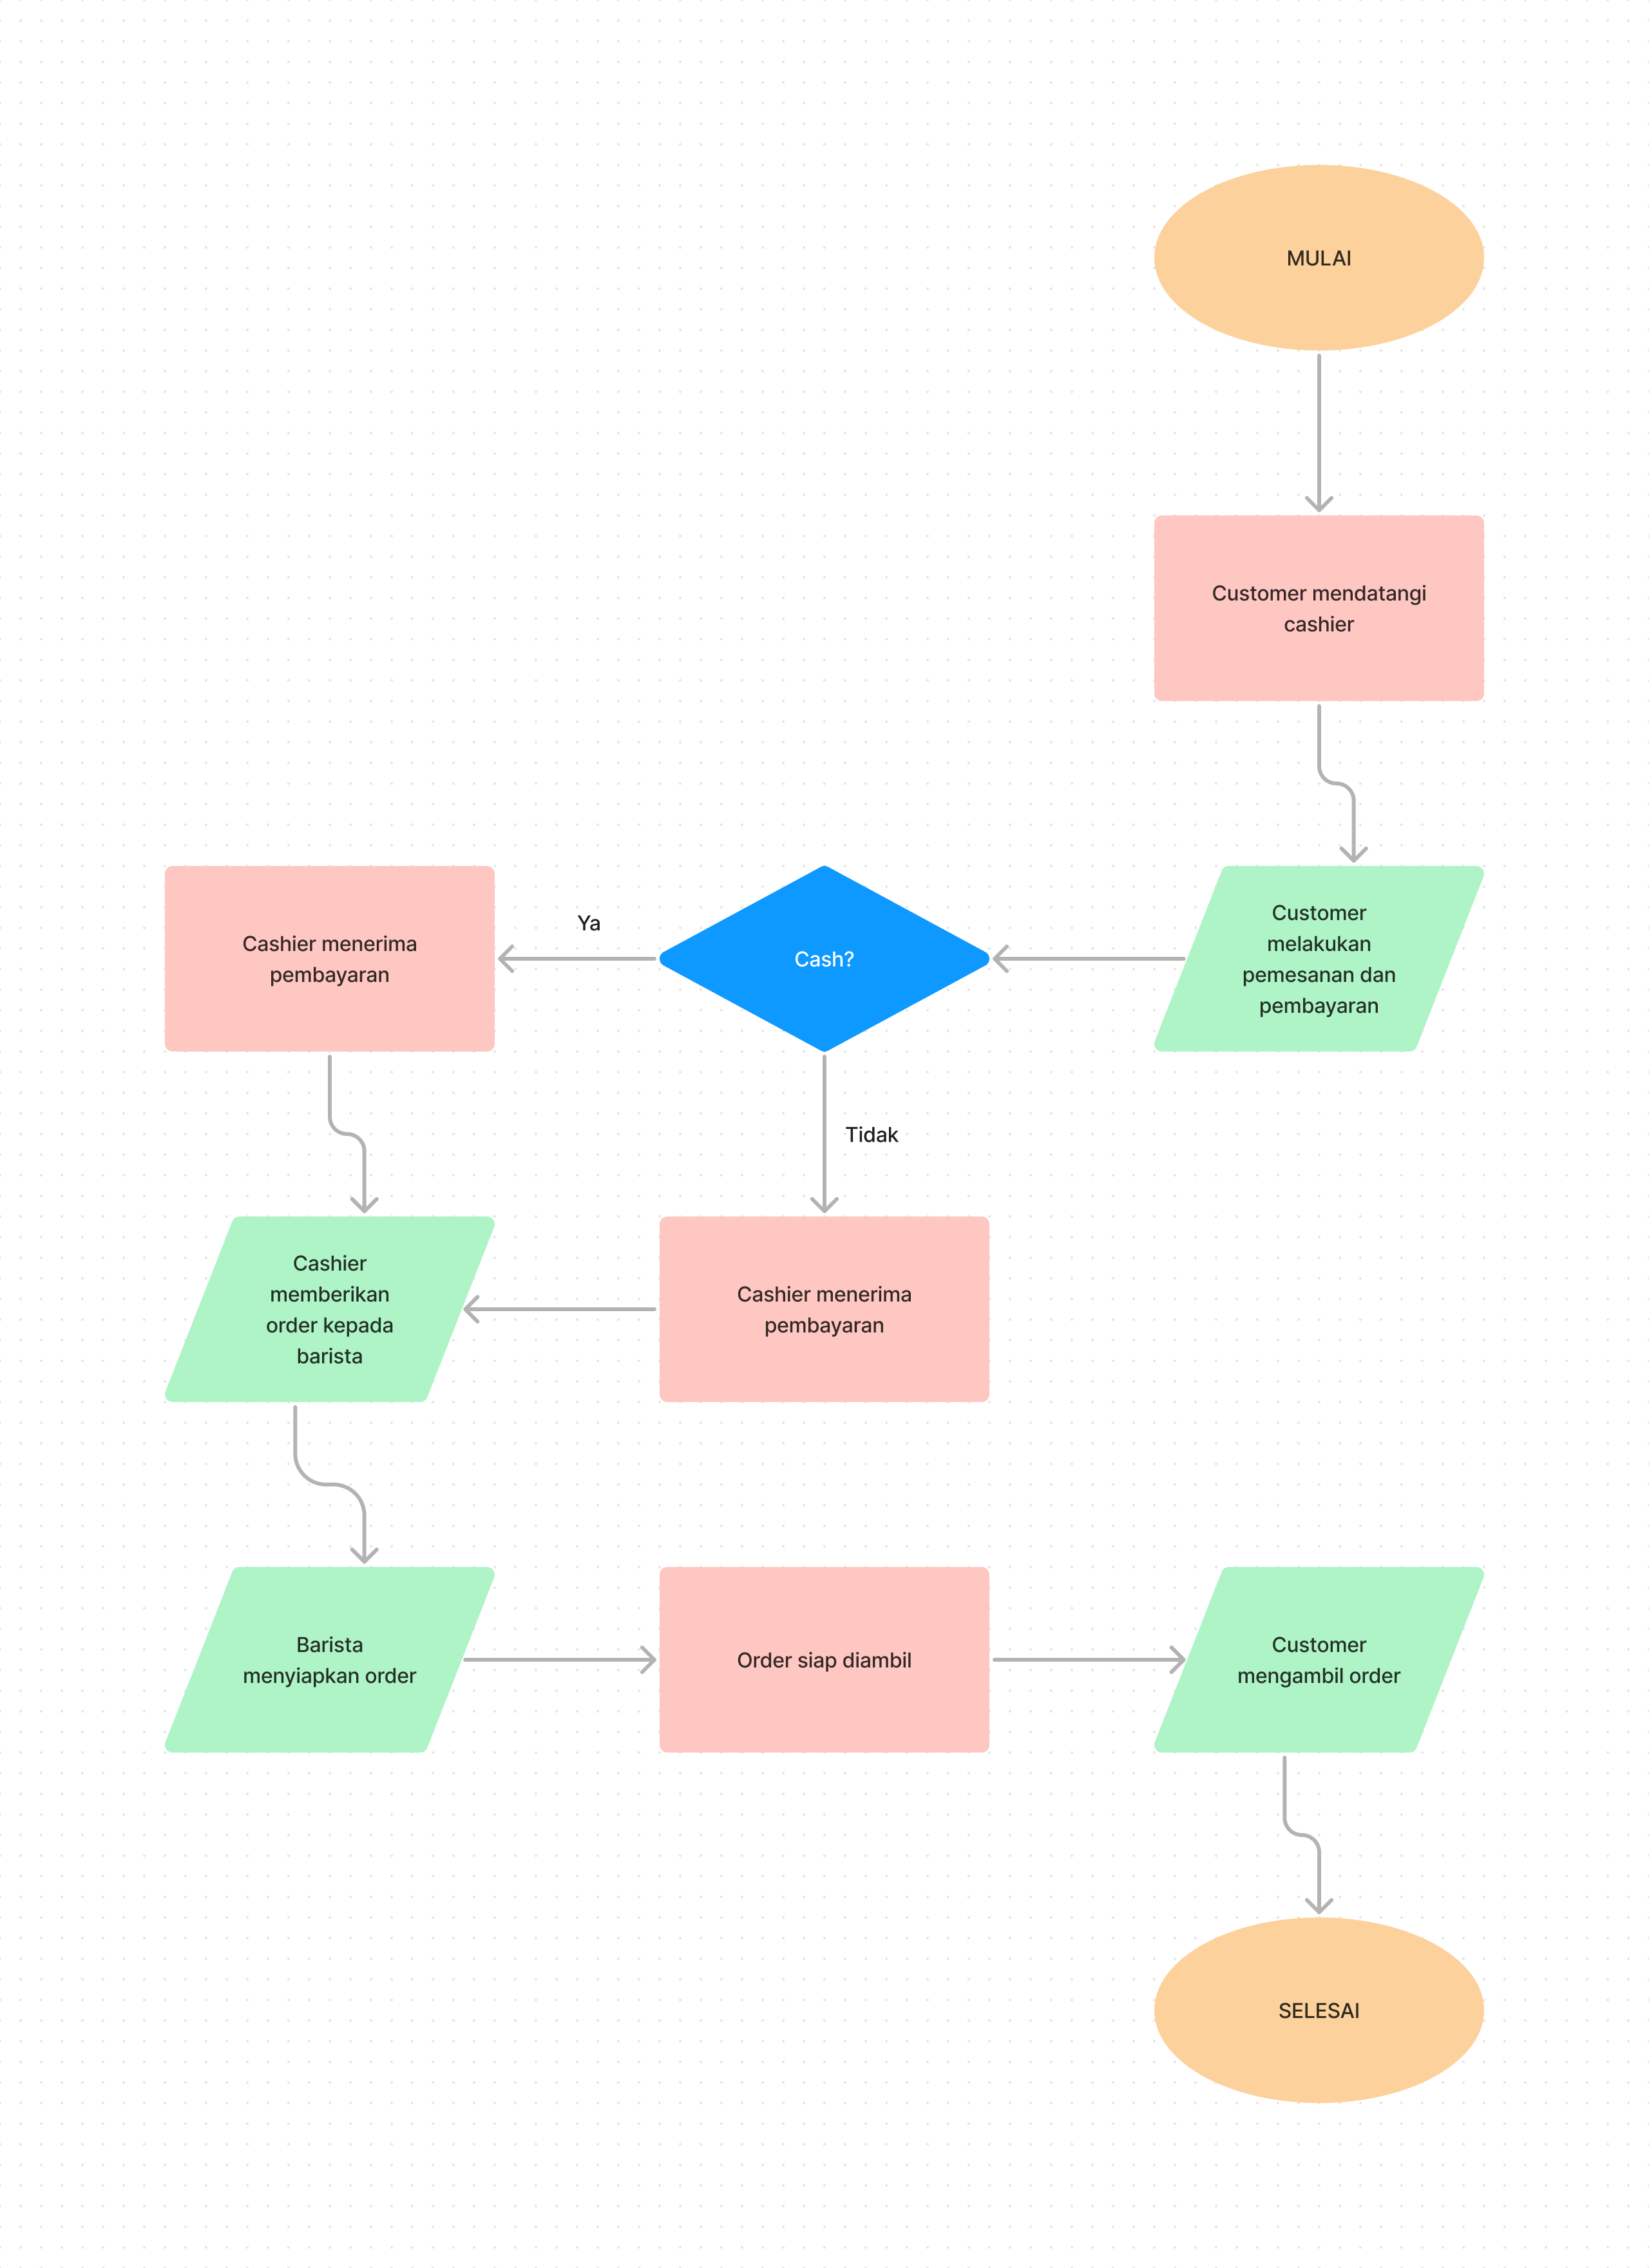 MULAI
Customer mendatangi
cashier
Customer
melakukan
pemesanan dan
pembayaran
Cash?
Ya
Cashier menerima
pembayaran
Tidak
Cashier menerima
pembayaran
Cashier
memberikan
order kepada
barista
Barista
menyiapkan order
Order siap diambil
Customer
mengambil order
SELESAI